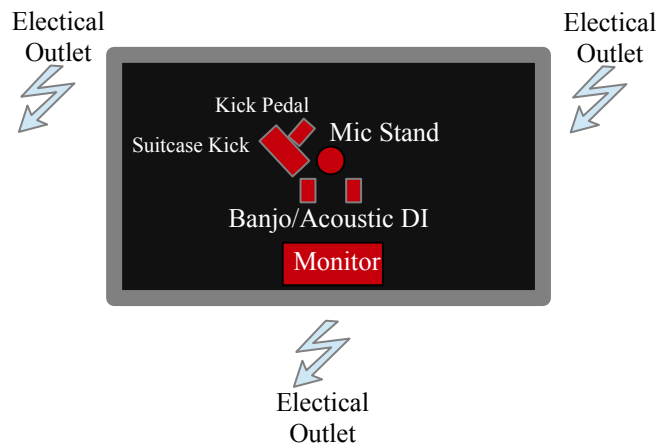 Electical
Outlet
Electical
Outlet
Kick Pedal
Mic Stand
Suitcase Kick
Banjo/Acoustic DI
Monitor
Electical
Outlet